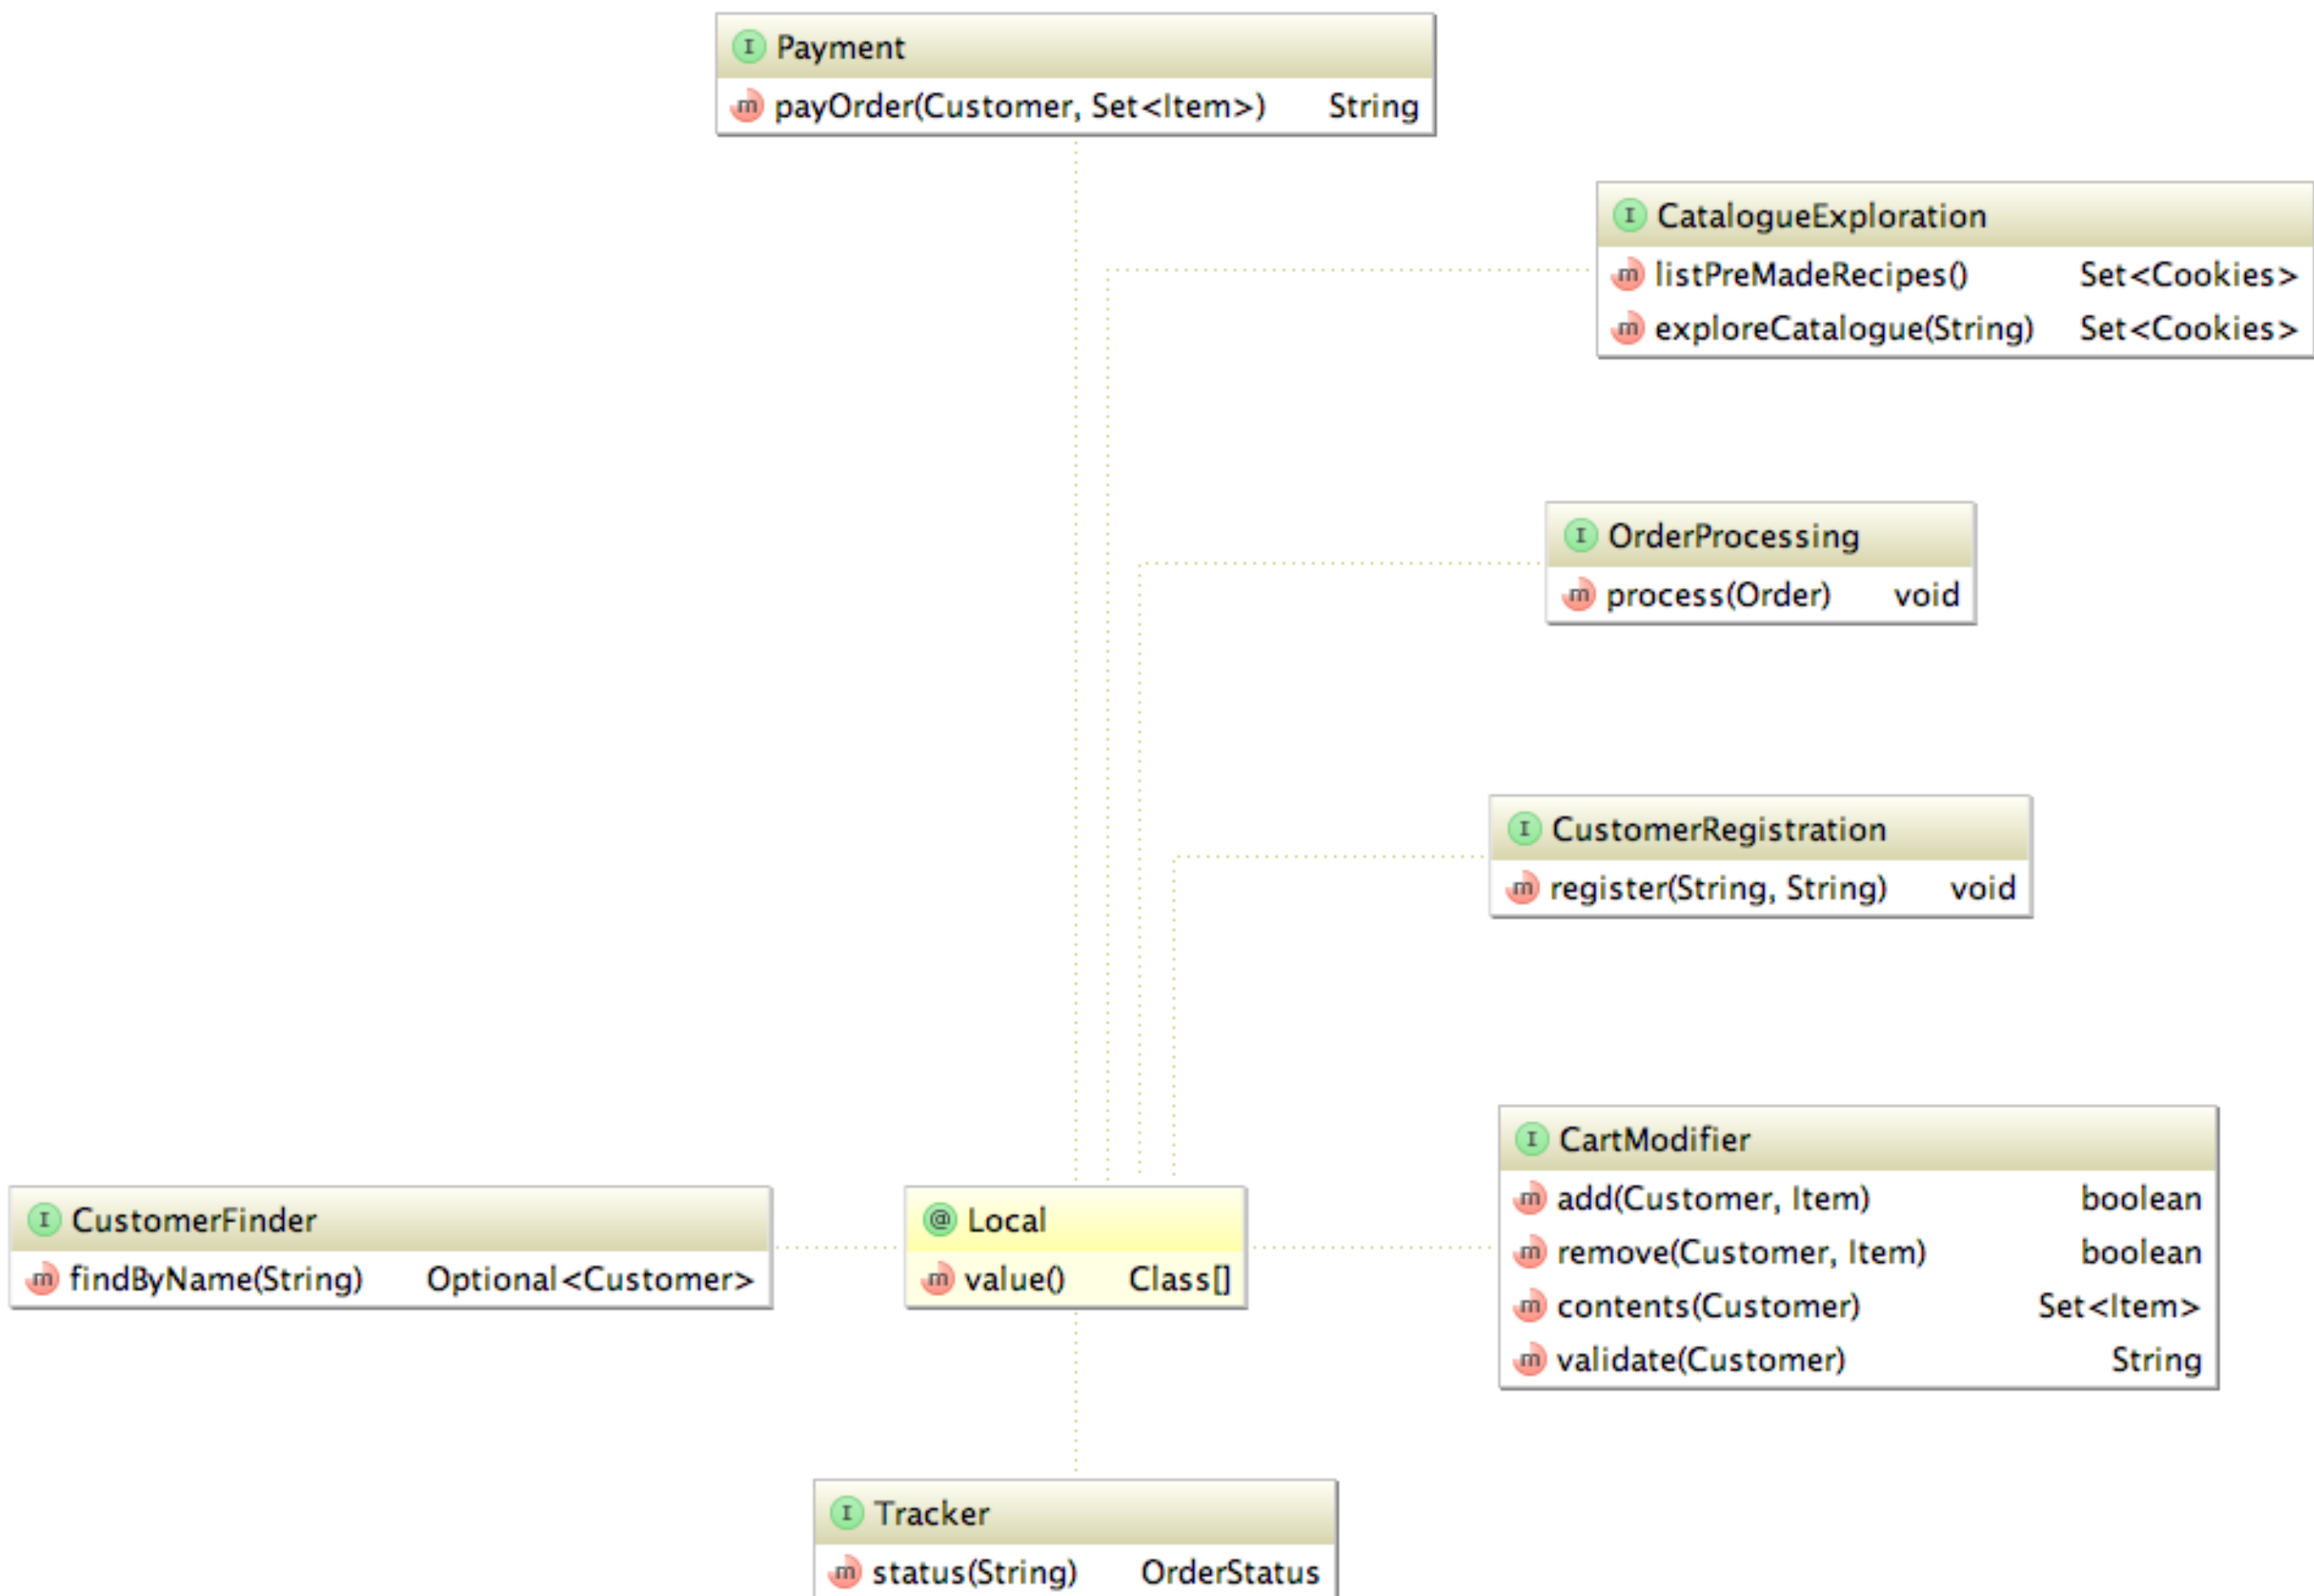 I Payment
m payOrder(Customer, Set<Item>) String
I CatalogueExploration
m listPreMadeRecipes() Set<Cookies>
m exploreCatalogue(String) Set<Cookies>
I OrderProcessing
m process(Order) void
I CustomerRegistration
m register(String, String) void
I CartModifier
m add(Customer, Item) boolean
m remove(Customer, Item) boolean
m contents(Customer) Set<Item>
m validate(Customer) String
I CustomerFinder
m findByName(String) Optional<Customer>
@ Local
m value() Class[]
I Tracker
m status(String) OrderStatus